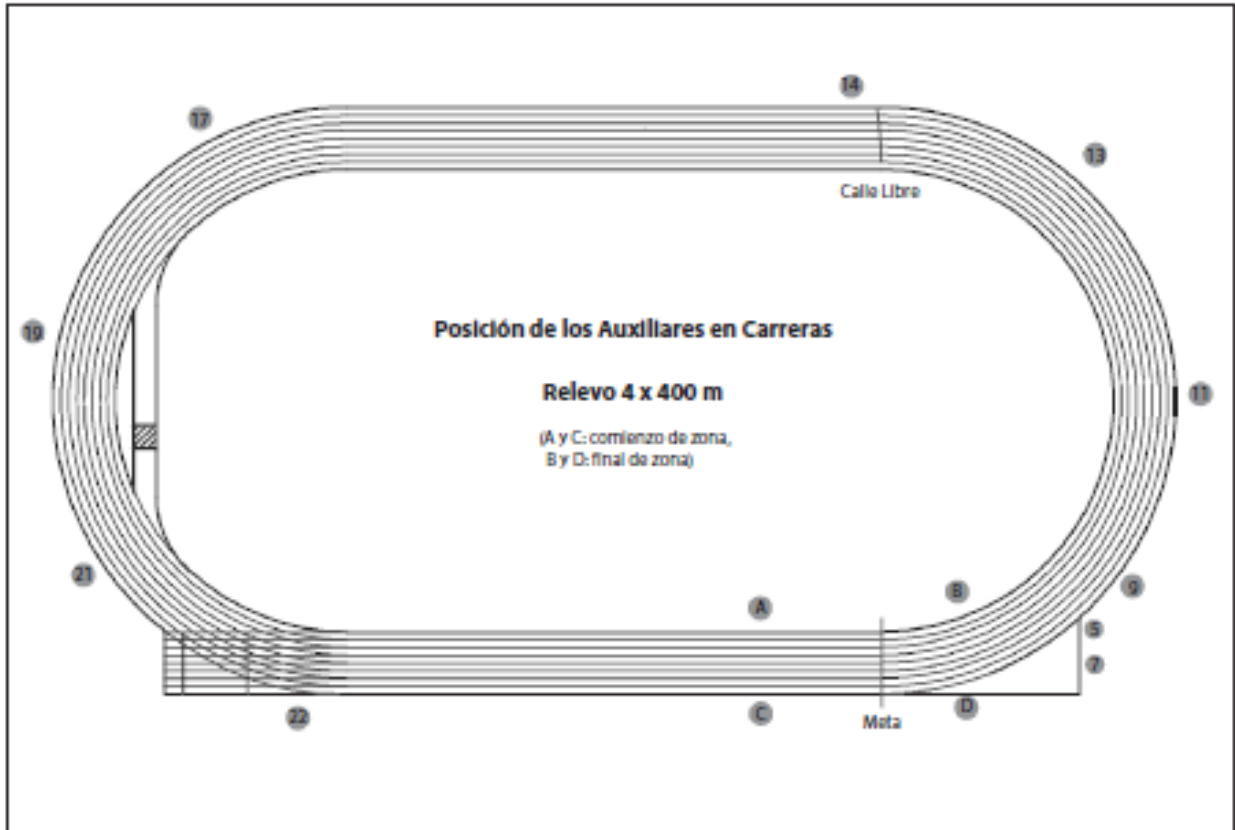 14
17
13
Calle Libre
19
Posición de los Auxiliares en Carreras
11
Relevo 4 x 400 m
(A y C: comienzo de zona,
B y D: final de zona)
21
9
B
A
5
7
22
C
D
Meta